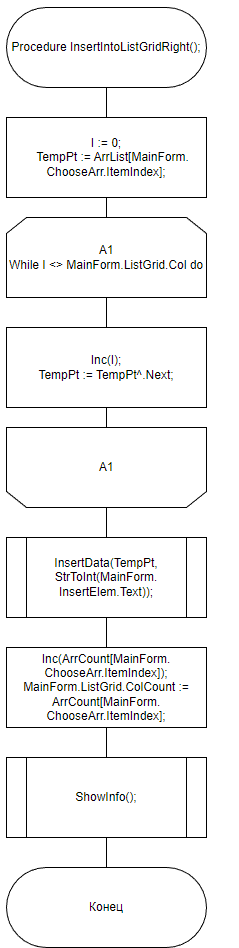 Procedure InsertIntoListGridRight();
I := 0;
TempPt := ArrList[MainForm.
ChooseArr.ItemIndex];
A1
While I <> MainForm.ListGrid.Col do
Inc(I);
TempPt := TempPt^.Next;
A1
InsertData(TempPt,
StrToInt(MainForm.
InsertElem.Text));
Inc(ArrCount[MainForm.
ChooseArr.ItemIndex]);
MainForm.ListGrid.ColCount :=
ArrCount[MainForm.
ChooseArr.ItemIndex];
ShowInfo();
Конец